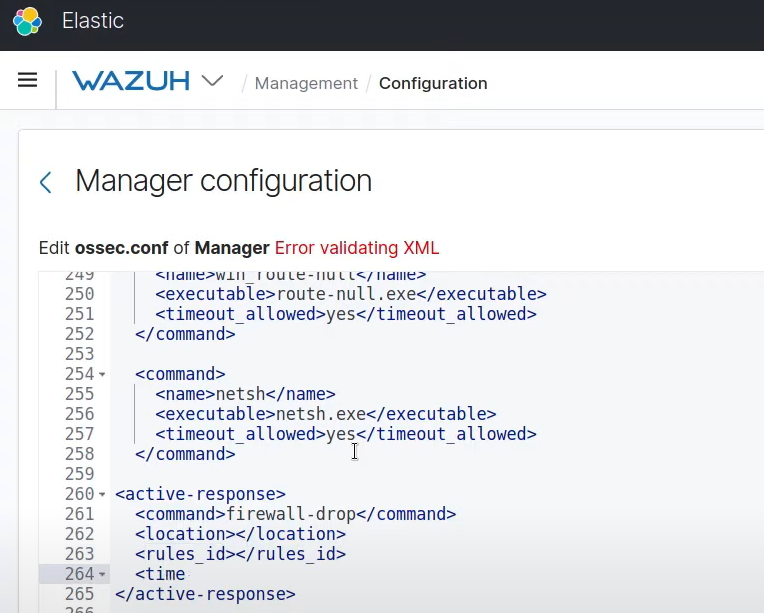 Elastic
WAZUH / Management / Configuration
Manager configuration
Edit ossec.conf of Manager Error validating XML
249 <name>win_route-null</name>
250 <executable>route-null.exe</executable>
251 <timeout_allowed>yes</timeout_allowed>
252 </command>
253
254 <command>
255 <name>netsh</name>
256 <executable>netsh.exe</executable>
257 <timeout_allowed>yes</timeout_allowed>
258 </command>
259
260 <active-response>
261 <command>firewall-drop</command>
262 <location></location>
263 <rules_id></rules_id>
264 <time
265 </active-response>
266